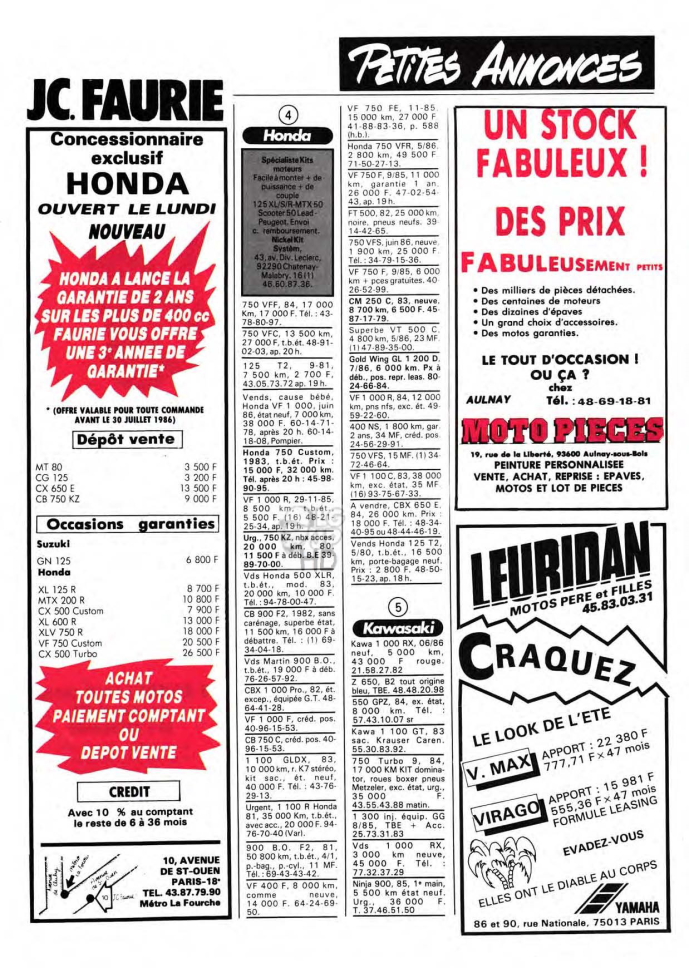 PETITES ANNONCES
JC. FAURIE
Concessionnaire
exclusif
HONDA
OUVERT LE LUNDI
NOUVEAU
HONDA A LANCE LA
GARANTIE DE 2 ANS
SUR LES PLUS DE 400 cc
FAURIE VOUS OFFRE
UNE 3e ANNEE DE
GARANTIE*
* (OFFRE VALABLE POUR TOUTE COMMANDE
AVANT LE 30 JUILLET 1986)
Dépôt vente
MT 80 3 500 F
CG 125 3 200 F
CX 650 E 13 500 F
CB 750 KZ 9 000 F
Occasions garanties
Suzuki
GN 125 6 800 F
Honda
XL 125 R 8 700 F
MTX 200 R 10 800 F
CX 500 Custom 7 900 F
XL 600 R 13 000 F
XLV 750 R 18 000 F
VF 750 Custom 20 500 F
CX 500 Turbo 26 500 F
ACHAT
TOUTES MOTOS
PAIEMENT COMPTANT
OU
DEPOT VENTE
CREDIT
Avec 10 % au comptant
le reste de 6 à 36 mois
10, AVENUE
DE ST-OUEN
PARIS-18e
TEL. 43.87.79.90
Métro La Fourche
4
Honda
Spécialiste Kits
moteurs
Facile à monter + de
puissance + de
couple
125 XL/S/R-MTX 50
Scooter 50 Lead-
Peugeot. Envoi
c. remboursement.
Nickel Kit
Systèm,
43, av. Div. Leclerc,
92290 Chatenay-
Malabry. 16 (1)
46.60.87.38.
750 VFF, 84, 17 000
Km, 17 000 F. Tél. : 43-
78-80-97.
750 VFC, 13 500 km,
27 000 F, t.b.ét. 48-91-
02-03, ap. 20 h.
125 T2, 9-81,
7 500 km, 2 700 F,
43.05.73.72 ap. 19 h.
Vends, cause bébé,
Honda VF 1 000, juin
86, état neuf, 7 000 km,
38 000 F. 60-14-71-
78, après 20 h. 60-14-
18-08, Pompier.
Honda 750 Custom,
1983, t.b.ét. Prix :
15 000 F, 32 000 km.
Tél. après 20 h : 45-98-
90-95.
VF 1 000 R, 29-11-85,
8 500 km, t.b.ét.,
5 500 F. (16) 48-21-
25-34, ap. 19 h.
Urg., 750 KZ, nbx acces,
20 000 km, 80,
11 500 F à déb. B.E 39-
89-70-00.
Vds Honda 500 XLR,
t.b.ét., mod. 83,
20 000 km, 10 000 F.
Tél. : 94-78-00-47.
CB 900 F2, 1982, sans
carénage, superbe état,
11 500 km, 16 000 F à
débattre. Tél. : (1) 69-
34-04-18.
Vds Martin 900 B.O.,
t.b.ét., 19 000 F à déb.
76-26-57-92.
CBX 1 000 Pro., 82, ét.
excep., équipée G.T. 48-
64-41-28.
VF 1 000 F, créd. pos.
40-96-15-53.
CB 750 C, créd. pos. 40-
96-15-53.
1 100 GLDX, 83,
10 000 km, r. K7 stéréo,
kit sac., ét. neuf,
40 000 F. Tél. : 43-76-
29-13.
Urgent, 1 100 R Honda
81, 35 000 Km, t.b.ét.,
avec acc., 20 000 F. 94-
76-70-40 (Var).
900 B.O. F2, 81,
50 800 km, t.b.ét., 4/1,
p.-bag., p.-cyl., 11 MF.
Tél. : 69-43-43-42.
VF 400 F, 8 000 km,
comme neuve,
14 000 F. 64-24-69-
50.
VF 750 FE, 11-85.
15 000 km, 27 000 F
41-88-83-36, p. 588
(h.b.).
Honda 750 VFR, 5/86.
2 800 km, 49 500 F
71-50-27-13.
VF 750 F, 9/85, 11 000
km, garantie 1 an.
26 000 F. 47-02-54-
43, ap. 19 h.
FT 500, 82, 25 000 km,
noire, pneus neufs. 39-
14-42-65.
750 VFS, juin 86, neuve.
1 900 km, 25 000 F.
Tél. : 34-79-15-36.
VF 750 F, 9-85, 6 000
km + pces gratuites. 40-
26-52-99.
CM 250 C, 83, neuve.
8 700 km, 6 500 F. 45-
87-17-79.
Superbe VT 500 C,
4 800 km, 5/86, 23 MF.
(1) 47-89-35-00.
Gold Wing GL 1 200 D.
7/86, 6 000 km. Px à
déb., pos. repr. leas. 80-
24-66-84.
VF 1 000 R, 84, 12 000
km, pns nfs, exc. ét. 49-
59-22-60.
400 NS, 1 800 km, gar.
2 ans, 34 MF, créd. pos.
24-56-29-91.
750 VFS, 15 MF. (1) 34-
72-46-64.
VF 1 100 C, 83, 38 000
km, exc. état, 35 MF.
(16) 93-75-67-33.
A vendre, CBX 650 E.
84, 26 000 km. Prix :
18 000 F. Tél. : 48-34-
40-95 ou 48-44-46-19.
Vends Honda 125 T2,
5/80, t.b.ét., 16 500
km, porte-bagage neuf.
Prix : 2 800 F. 48-50-
15-23, ap. 18 h.
5
Kawasaki
Kawa 1 000 RX, 06/86
neuf, 5 000 km,
43 000 F rouge.
21.58.27.82
Z 650, B2 tout origine
bleu, TBE. 48.48.20.98
550 GPZ, 84, ex. état,
8 000 km. Tél. :
57.43.10.07 sr
Kawa 1 100 GT, 83
sac. Krauser Caren.
55.30.83.92.
750 Turbo 9, 84,
17 000 KM KIT domina-
tor, roues boxer pneus
Metzeler, exc. état, urg.,
35 000 F.
43.55.43.88 matin.
1 300 inj. équip. GG
8/85, TBE + Acc.
25.73.31.83
Vds 1 000 RX,
3 000 km neuve,
45 000 F. Tél. :
77.32.37.29
Ninja 900, 85, 1e main,
5 500 km état neuf.
Urg., 36 000 F.
T. 37.46.51.50
UN STOCK
FABULEUX !
DES PRIX
FABULEUSEMENT PETITS
• Des milliers de pièces détachées.
• Des centaines de moteurs
• Des dizaines d'épaves
• Un grand choix d'accessoires.
• Des motos garanties.
LE TOUT D'OCCASION !
OU ÇA ?
chez
AULNAY Tél. : 48-69-18-81
MOTO PIECES
19, rue de la Liberté, 93600 Aulnay-sous-Bois
PEINTURE PERSONNALISEE
VENTE, ACHAT, REPRISE : EPAVES,
MOTOS ET LOT DE PIECES
LEURIDAN
MOTOS PERE et FILLES
45.83.03.31
CRAQUEZ
LE LOOK DE L'ETE
V. MAX APPORT : 22 380 F
777,71 F x 47 mois
VIRAGO APPORT : 15 981 F
555,36 F x 47 mois
FORMULE LEASING
EVADEZ-VOUS
ELLES ONT LE DIABLE AU CORPS
YAMAHA
86 et 90, rue Nationale, 75013 PARIS